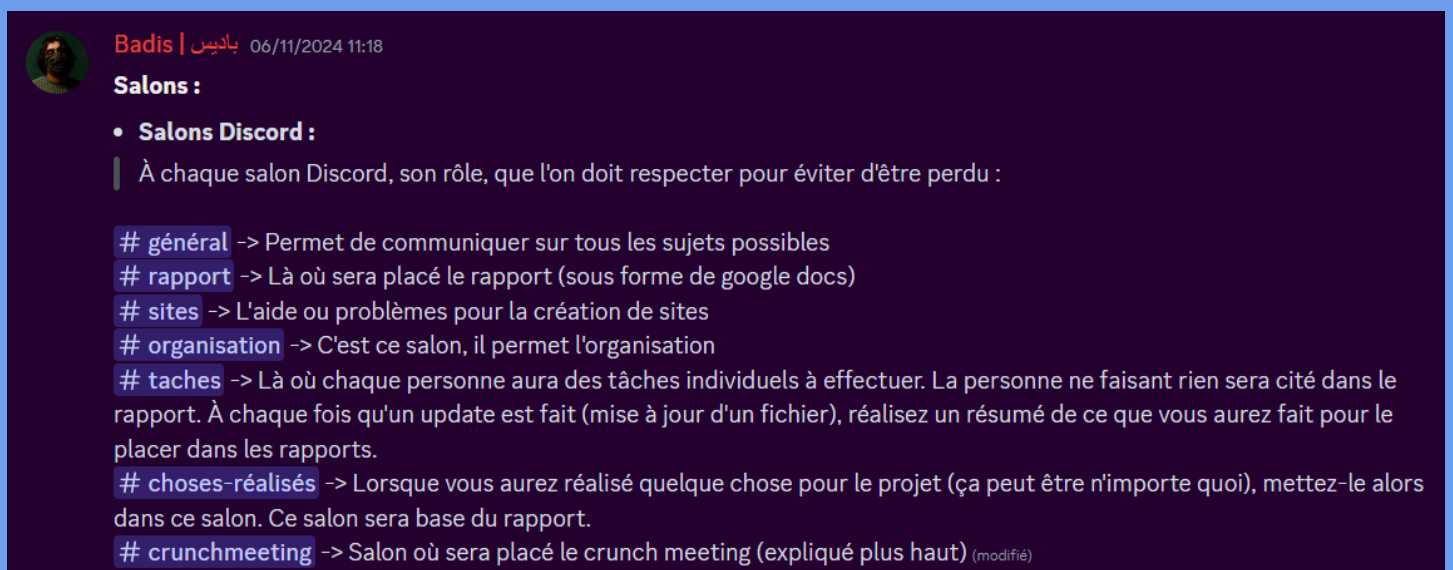 Badis | باديس 06/11/2024 11:18
Salons :
• Salons Discord :
À chaque salon Discord, son rôle, que l'on doit respecter pour éviter d'être perdu :
# général -> Permet de communiquer sur tous les sujets possibles
# rapport -> Là où sera placé le rapport (sous forme de google docs)
# sites -> L'aide ou problèmes pour la création de sites
# organisation -> C'est ce salon, il permet l'organisation
# taches -> Là où chaque personne aura des tâches individuels à effectuer. La personne ne faisant rien sera cité dans le
rapport. À chaque fois qu'un update est fait (mise à jour d'un fichier), réalisez un résumé de ce que vous aurez fait pour le
placer dans les rapports.
# choses-réalisés -> Lorsque vous aurez réalisé quelque chose pour le projet (ça peut être n'importe quoi), mettez-le alors
dans ce salon. Ce salon sera base du rapport.
# crunchmeeting -> Salon où sera placé le crunch meeting (expliqué plus haut) (modifié)